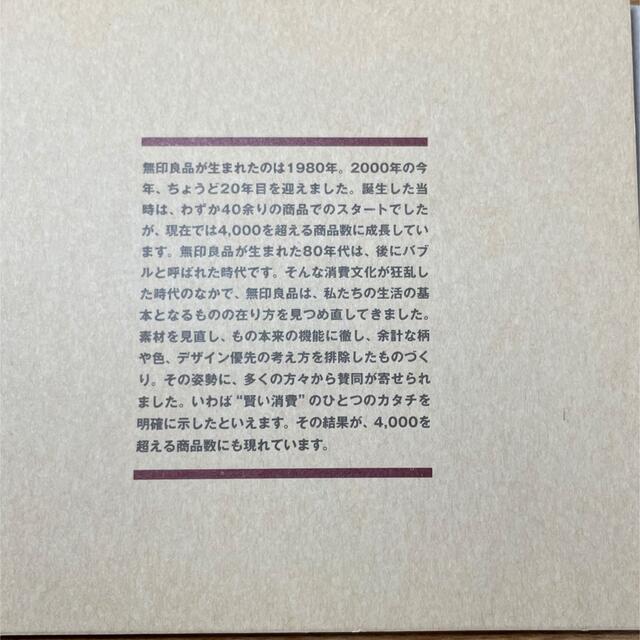 無印良品が生まれたのは1980年。2000年の今
年、ちょうど20年目を迎えました。誕生した当
時は、わずか40余りの商品でのスタートでした
が、現在では4,000を超える商品数に成長してい
ます。無印良品が生まれた80年代は、後にバブ
ルと呼ばれた時代です。そんな消費文化が狂乱し
た時代のなかで、無印良品は、私たちの生活の基
本となるものの在り方を見つめ直してきました。
素材を見直し、もの本来の機能に徹し、余計な柄
や色、デザイン優先の考え方を排除したものづく
り。その姿勢に、多くの方々から賛同が寄せられ
ました。いわば“賢い消費”のひとつのカタチを
明確に示したといえます。その結果が、4,000を
超える商品数にも現れています。